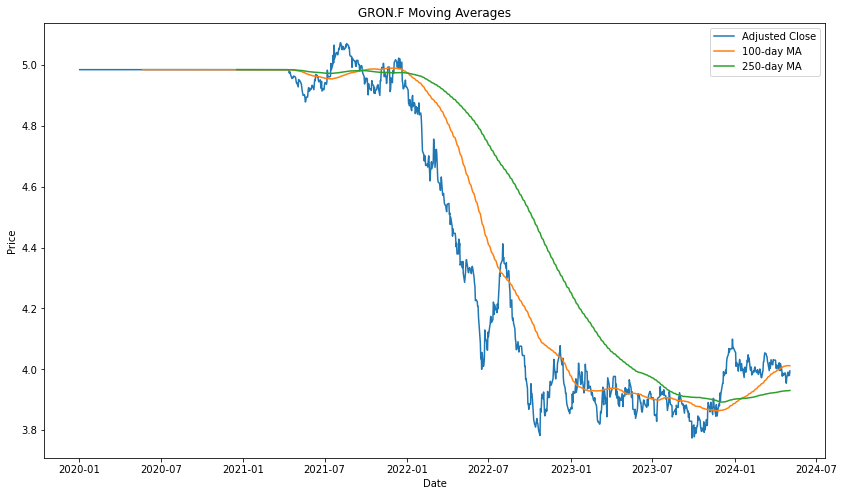 GRON.F Moving Averages
Adjusted Close
100-day MA
250-day MA
Price
5.0
4.8
4.6
4.4
4.2
4.0
3.8
2020-01
2020-07
2021-01
2021-07
2022-01
2022-07
2023-01
2023-07
2024-01
2024-07
Date